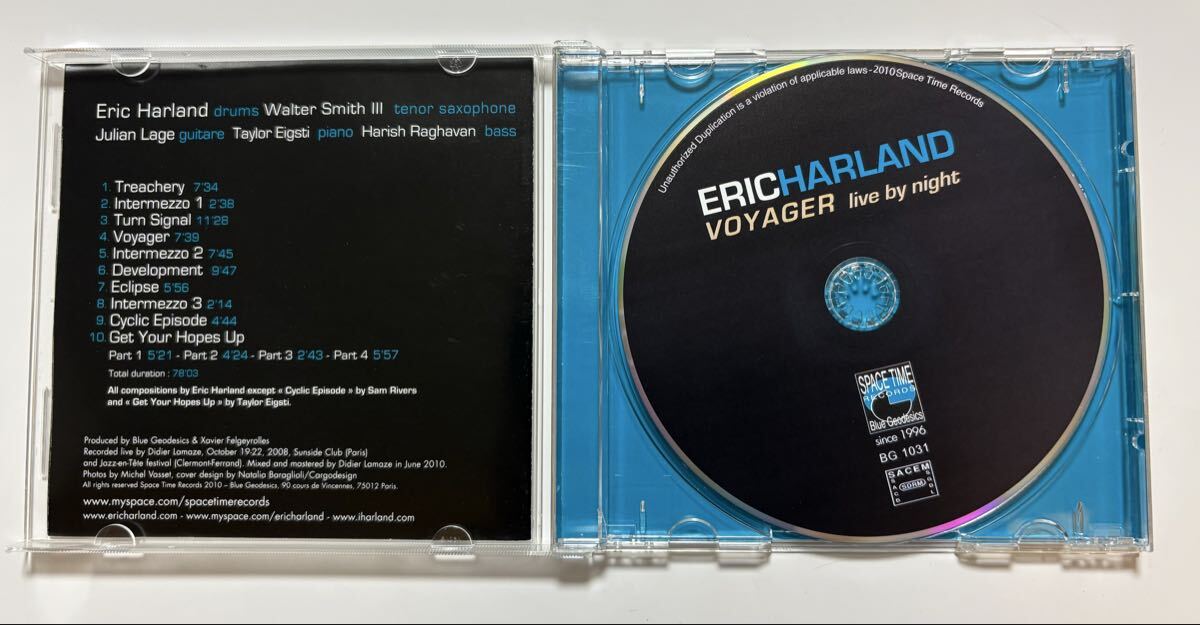 Eric Harland drums Walter Smith III tenor saxophone
Julian Lage guitare Taylor Eigsti piano Harish Raghavan bass
1. Treachery 7'34
2. Intermezzo 1 2'38
3. Turn Signal 11'28
4. Voyager 7'39
5. Intermezzo 2 7'45
6. Development 9'47
7. Eclipse 5'56
8. Intermezzo 3 2'14
9. Cyclic Episode 4'44
10. Get Your Hopes Up
Part 1 5'21 - Part 2 4'24 - Part 3 2'43 - Part 4 5'57
Total duration : 78'03
All compositions by Eric Harland except « Cyclic Episode » by Sam Rivers
and « Get Your Hopes Up » by Taylor Eigsti.
Produced by Blue Geodesics & Xavier Felgeyrolles
Recorded live by Didier Lamaze, October 19-22, 2008, Sunside Club (Paris)
and Jazz-en-Tête festival (Clermont-Ferrand). Mixed and mastered by Didier Lamaze in June 2010.
Photos by Michel Vasset, cover design by Natalia Baraglioli/Cargodesign
All rights reserved Space Time Records 2010 – Blue Geodesics, 90 cours de Vincennes, 75012 Paris.
www.myspace.com/spacetimerecords
www.ericharland.com - www.myspace.com/ericharland - www.iharland.com
Unauthorized Duplication is a violation of applicable laws - 2010 Space Time Records
ERICHARLAND
VOYAGER live by night
SPACE TIME
RECORDS
Blue Geodesics
since 1996
BG 1031
SACEM
SACD
SDRM
SGDL